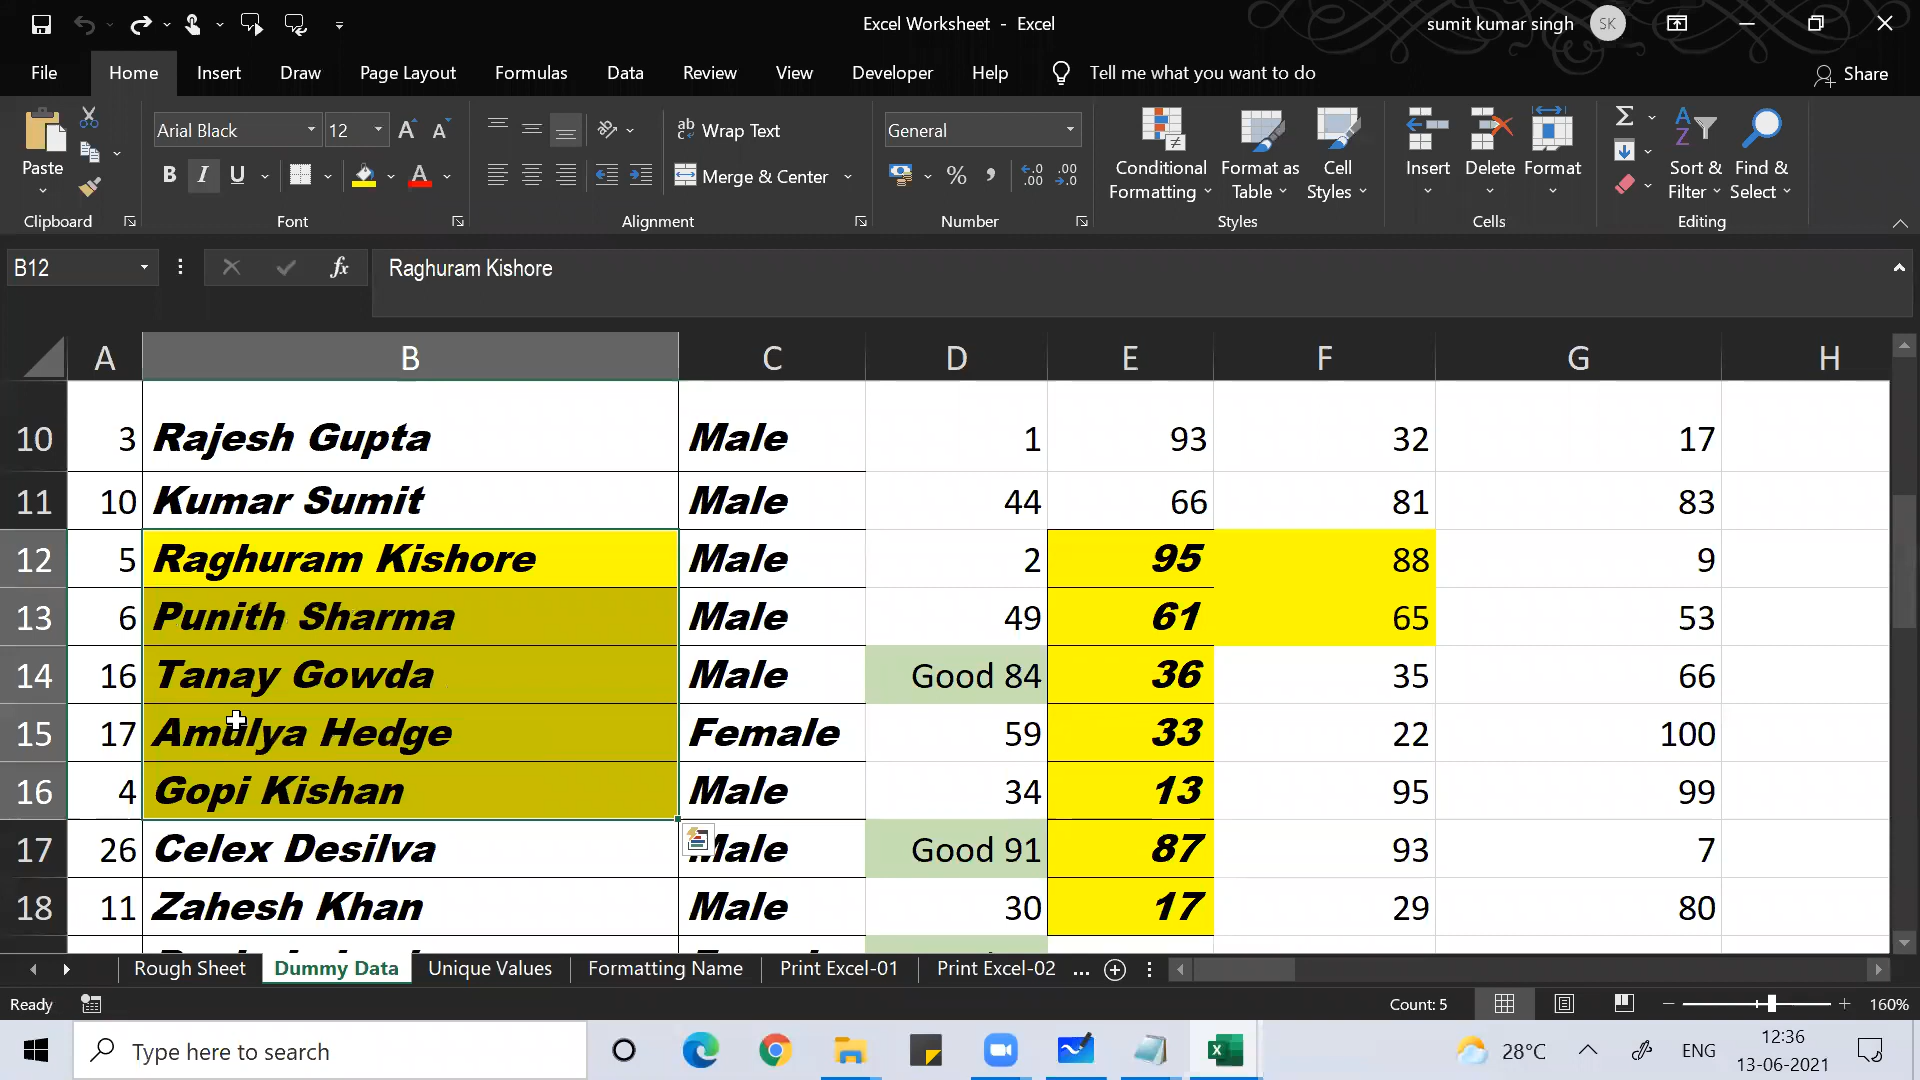 Excel Worksheet - Excel
sumit kumar singh
SK
File
Home
Insert
Draw
Page Layout
Formulas
Data
Review
View
Developer
Help
Tell me what you want to do
Share
Paste
Clipboard
Arial Black
12
A
A
B
I
U
A
Font
ab
Wrap Text
Merge & Center
Alignment
General
%
Number
Conditional
Formatting
Format as
Table
Cell
Styles
Styles
Insert
Delete
Format
Cells
Sort &
Filter
Find &
Select
Editing
B12
fx
Raghuram Kishore
A B C D E F G H
10 3 Rajesh Gupta Male 1 93 32 17
11 10 Kumar Sumit Male 44 66 81 83
12 5 Raghuram Kishore Male 2 95 88 9
13 6 Punith Sharma Male 49 61 65 53
14 16 Tanay Gowda Male Good 84 36 35 66
15 17 Amulya Hedge Female 59 33 22 100
16 4 Gopi Kishan Male 34 13 95 99
17 26 Celex Desilva Male Good 91 87 93 7
18 11 Zahesh Khan Male 30 17 29 80
Rough Sheet
Dummy Data
Unique Values
Formatting Name
Print Excel-01
Print Excel-02
...
Ready
Count: 5
160%
Type here to search
28°C
ENG
12:36
13-06-2021